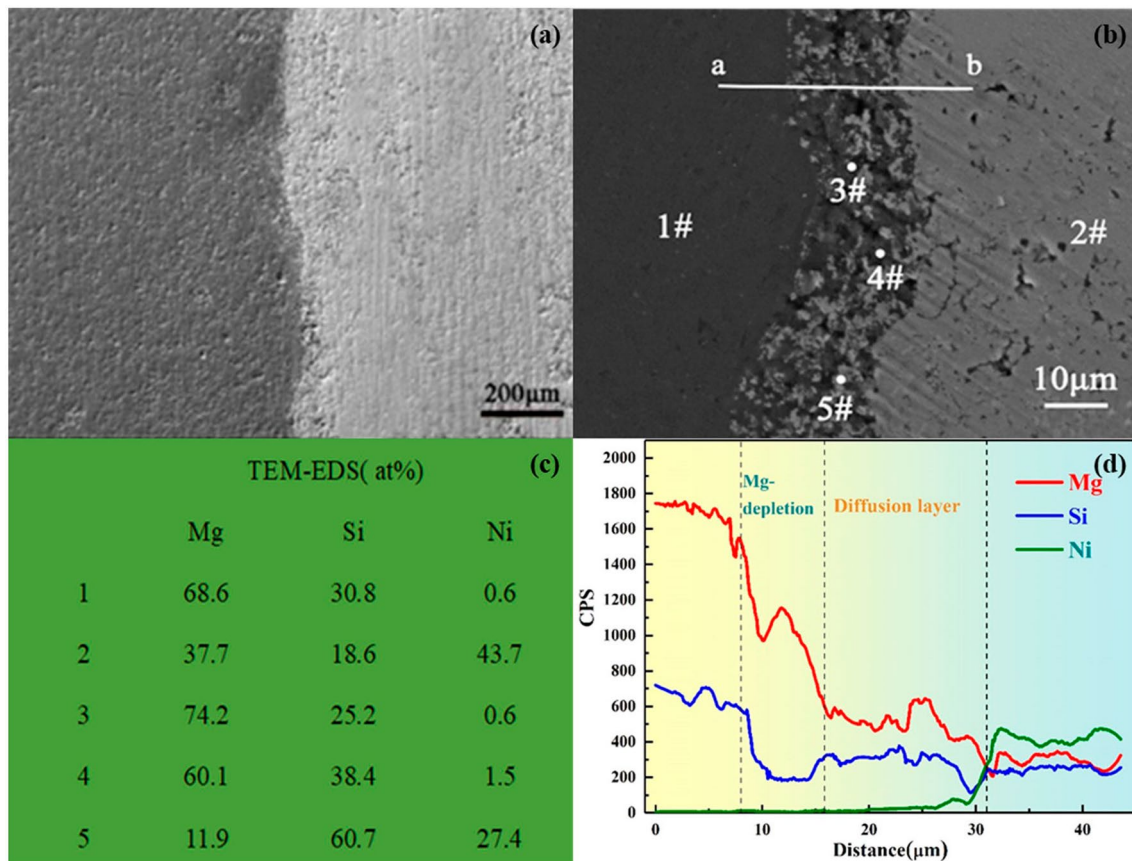 (a)
200μm
(b)
a b
3#
1#
2#
4#
5#
10μm
TEM-EDS( at%) (c)
Mg Si Ni
1 68.6 30.8 0.6
2 37.7 18.6 43.7
3 74.2 25.2 0.6
4 60.1 38.4 1.5
5 11.9 60.7 27.4
(d)
2000
1800
1600
1400
1200
1000
800
600
400
200
0
CPS
Mg-
depletion
Diffusion layer
Mg
Si
Ni
0 10 20 30 40
Distance(μm)